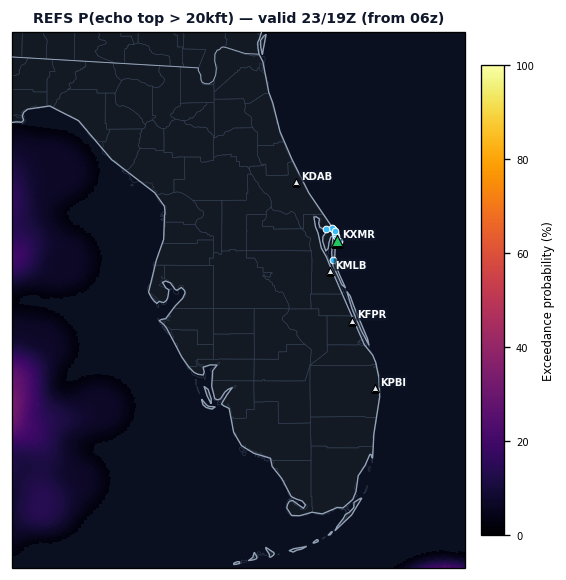 REFS P(echo top > 20kft) — valid 23/19Z (from 06z)
KDAB
KXMR
KMLB
KFPR
KPBI
100
80
60
40
20
0
Exceedance probability (%)